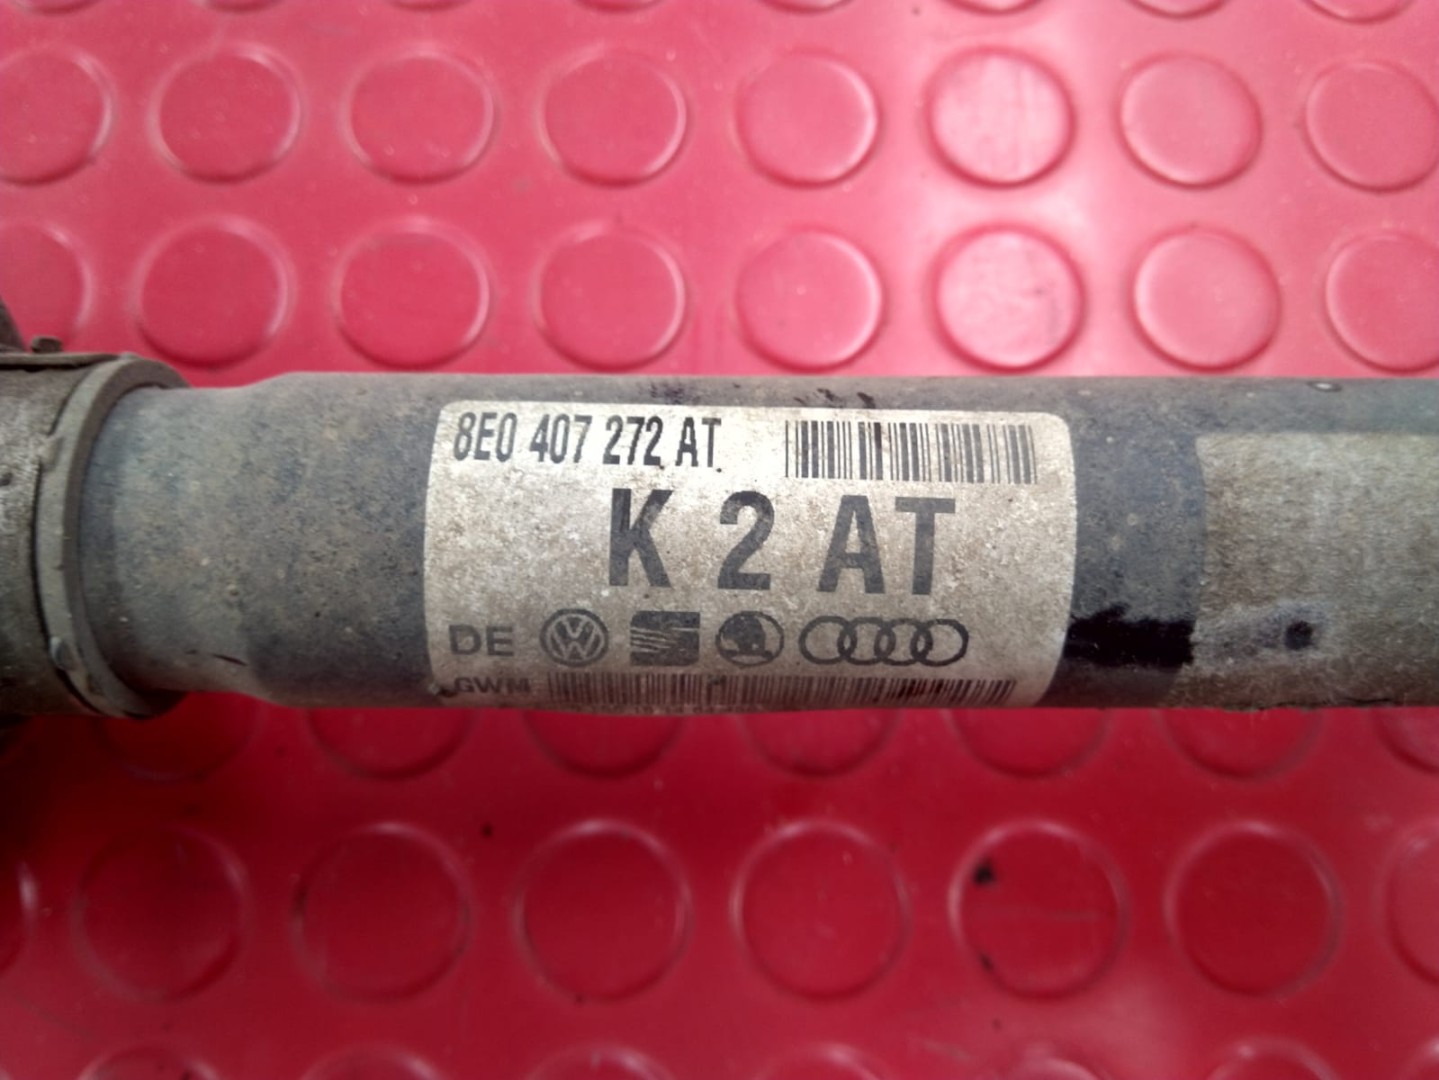 8E0 407 272 AT
K 2 AT
DE
GWM